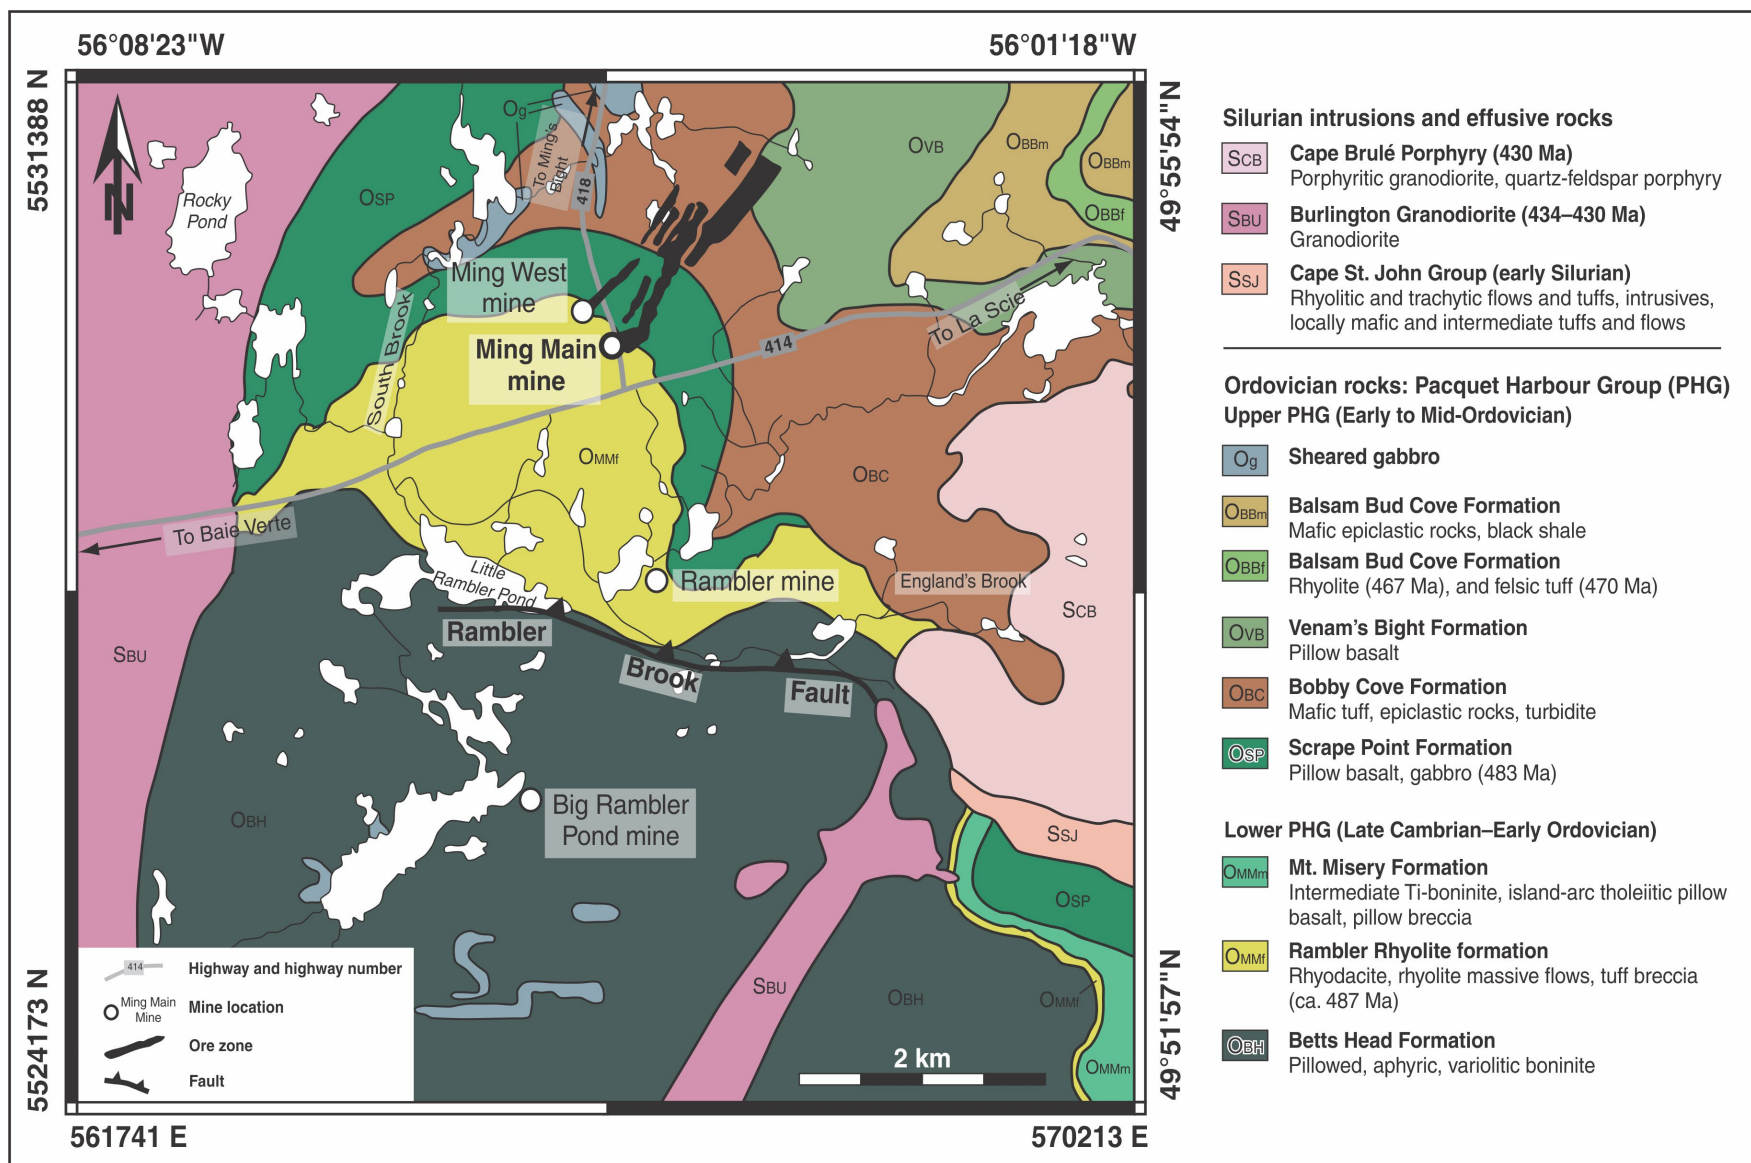 56°08'23"W
56°01'18"W
5531388 N
49°55'54"N
N
Rocky
Pond
OSP
Og
To Ming's
Bight
418
OVB
OBBm
OBBm
OBBf
Ming West
mine
Ming Main
mine
South Brook
414
To La Scie
OMMf
OBC
To Baie Verte
Little
Rambler Pond
Rambler mine
England's Brook
SCB
Rambler
Brook
Fault
SBU
OBH
Big Rambler
Pond mine
SSJ
OSP
SBU
OBH
OMMf
OMMm
2 km
414
Highway and highway number
Ming Main
Mine
Mine location
Ore zone
Fault
5524173 N
49°51'57"N
561741 E
570213 E
Silurian intrusions and effusive rocks
SCB
Cape Brulé Porphyry (430 Ma)
Porphyritic granodiorite, quartz-feldspar porphyry
SBU
Burlington Granodiorite (434–430 Ma)
Granodiorite
SSJ
Cape St. John Group (early Silurian)
Rhyolitic and trachytic flows and tuffs, intrusives,
locally mafic and intermediate tuffs and flows
Ordovician rocks: Pacquet Harbour Group (PHG)
Upper PHG (Early to Mid-Ordovician)
Og
Sheared gabbro
OBBm
Balsam Bud Cove Formation
Mafic epiclastic rocks, black shale
OBBf
Balsam Bud Cove Formation
Rhyolite (467 Ma), and felsic tuff (470 Ma)
OVB
Venam's Bight Formation
Pillow basalt
OBC
Bobby Cove Formation
Mafic tuff, epiclastic rocks, turbidite
OSP
Scrape Point Formation
Pillow basalt, gabbro (483 Ma)
Lower PHG (Late Cambrian–Early Ordovician)
OMMm
Mt. Misery Formation
Intermediate Ti-boninite, island-arc tholeiitic pillow
basalt, pillow breccia
OMMf
Rambler Rhyolite formation
Rhyodacite, rhyolite massive flows, tuff breccia
(ca. 487 Ma)
OBH
Betts Head Formation
Pillowed, aphyric, variolitic boninite